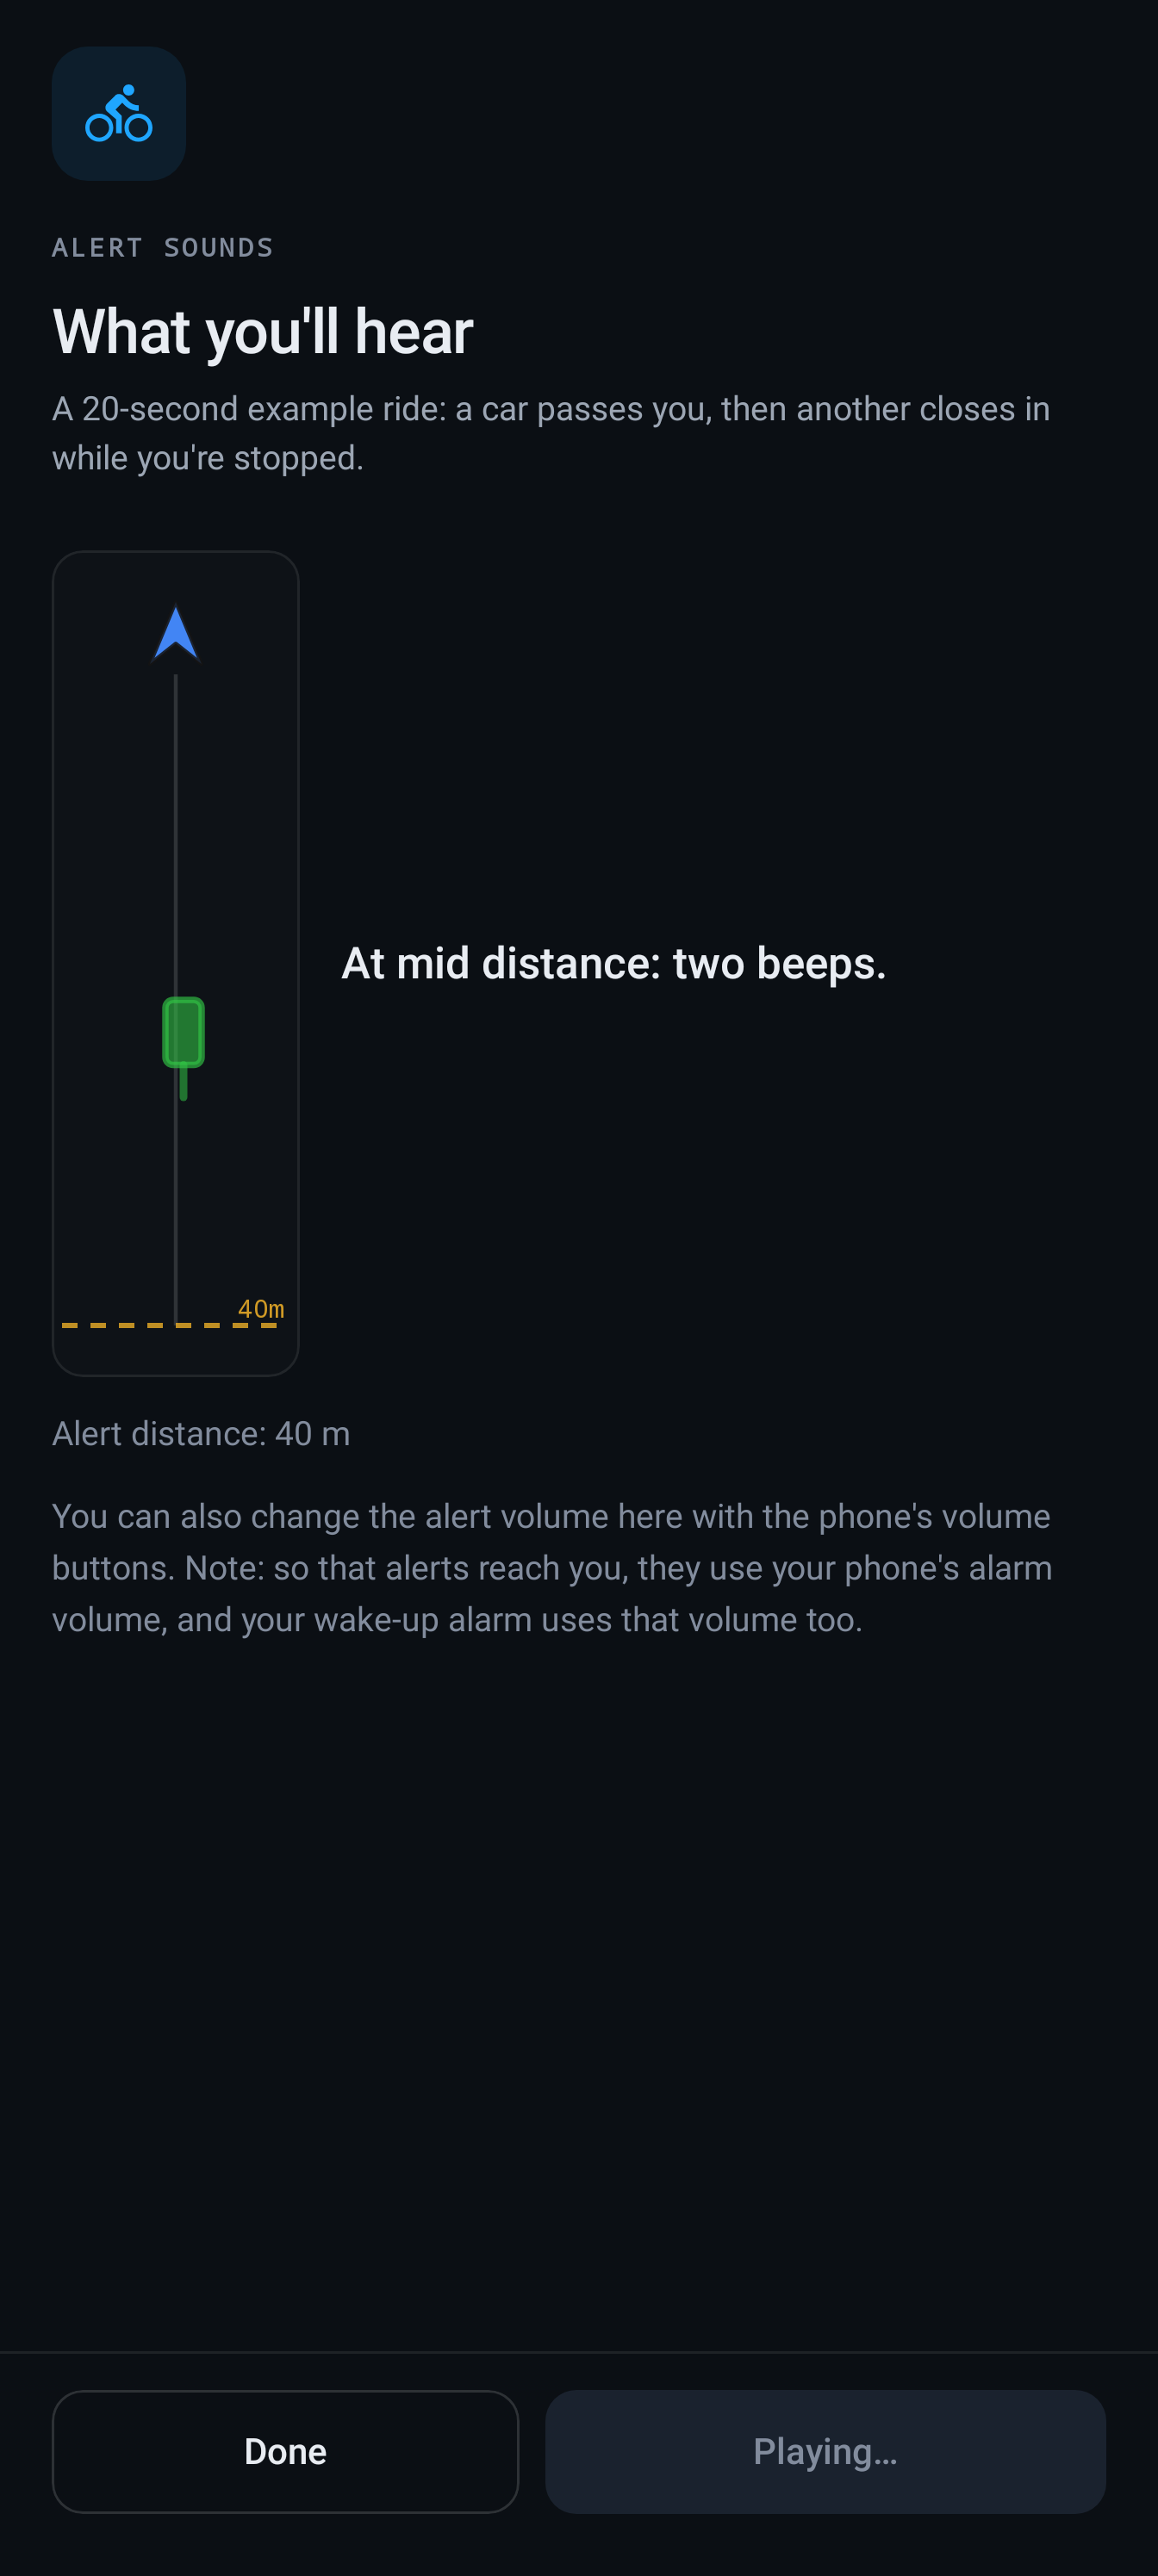 ALERT SOUNDS
What you'll hear
A 20-second example ride: a car passes you, then another closes in
while you're stopped.
At mid distance: two beeps.
40m
Alert distance: 40 m
You can also change the alert volume here with the phone's volume
buttons. Note: so that alerts reach you, they use your phone's alarm
volume, and your wake-up alarm uses that volume too.
Done
Playing…